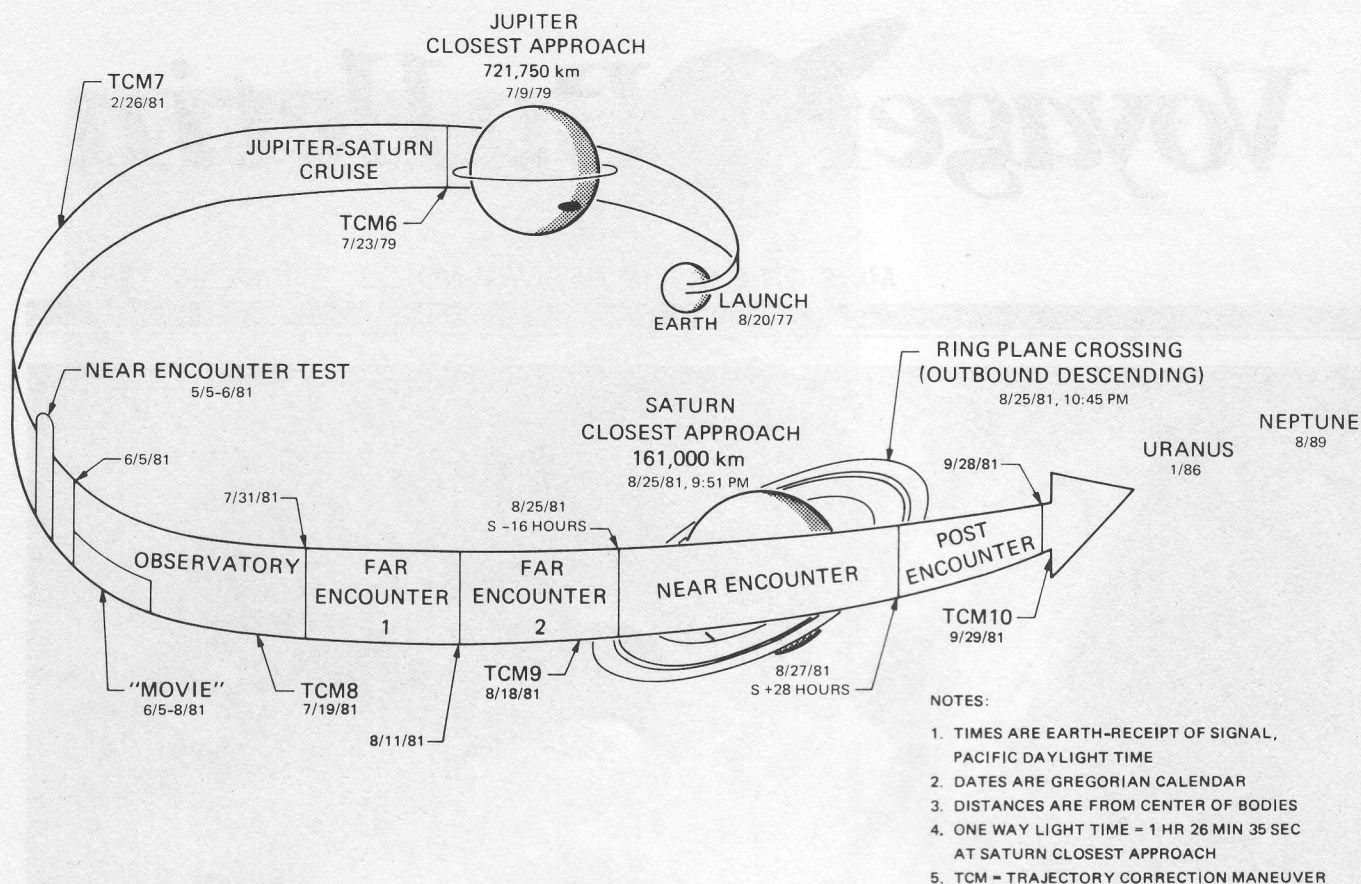 JUPITER
CLOSEST APPROACH
721,750 km
7/9/79
TCM7
2/26/81
JUPITER-SATURN
CRUISE
TCM6
7/23/79
EARTH
LAUNCH
8/20/77
NEAR ENCOUNTER TEST
5/5-6/81
6/5/81
7/31/81
SATURN
CLOSEST APPROACH
161,000 km
8/25/81, 9:51 PM
8/25/81
S -16 HOURS
RING PLANE CROSSING
(OUTBOUND DESCENDING)
8/25/81, 10:45 PM
9/28/81
URANUS
1/86
NEPTUNE
8/89
OBSERVATORY
FAR
ENCOUNTER
1
FAR
ENCOUNTER
2
NEAR ENCOUNTER
POST
ENCOUNTER
"MOVIE"
6/5-8/81
TCM8
7/19/81
8/11/81
TCM9
8/18/81
8/27/81
S +28 HOURS
TCM10
9/29/81
NOTES:
1. TIMES ARE EARTH-RECEIPT OF SIGNAL,
PACIFIC DAYLIGHT TIME
2. DATES ARE GREGORIAN CALENDAR
3. DISTANCES ARE FROM CENTER OF BODIES
4. ONE WAY LIGHT TIME = 1 HR 26 MIN 35 SEC
AT SATURN CLOSEST APPROACH
5. TCM = TRAJECTORY CORRECTION MANEUVER